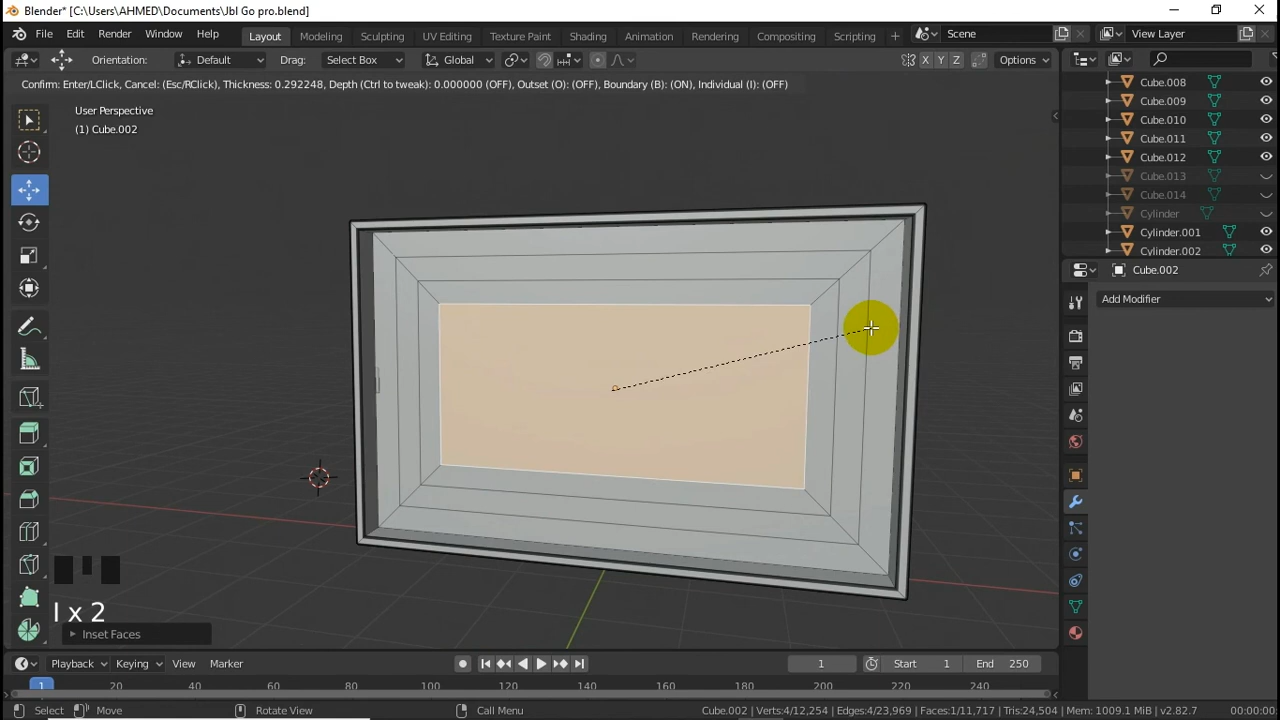 Blender* [C:\Users\AHMED\Documents\Jbl Go pro.blend]
File Edit Render Window Help Layout Modeling Sculpting UV Editing Texture Paint Shading Animation Rendering Compositing Scripting + Scene View Layer
Orientation: Default Drag: Select Box Global X Y Z Options
Confirm: Enter/LClick, Cancel: (Esc/RClick), Thickness: 0.292248, Depth (Ctrl to tweak): 0.000000 (OFF), Outset (O): (OFF), Boundary (B): (ON), Individual (I): (OFF)
User Perspective
(1) Cube.002
Cube.008
Cube.009
Cube.010
Cube.011
Cube.012
Cube.013
Cube.014
Cylinder
Cylinder.001
Cylinder.002
Cube.002
Add Modifier
I x 2
Inset Faces
Playback Keying View Marker 1 Start 1 End 250
1 20 40 60 80 100 120 140 160 180 200 220 240
Select Move Rotate View Call Menu Cube.002 | Verts:4/12,254 | Edges:4/23,969 | Faces:1/11,717 | Tris:24,504 | Mem: 1009.1 MiB | v2.82.7 00:00:00